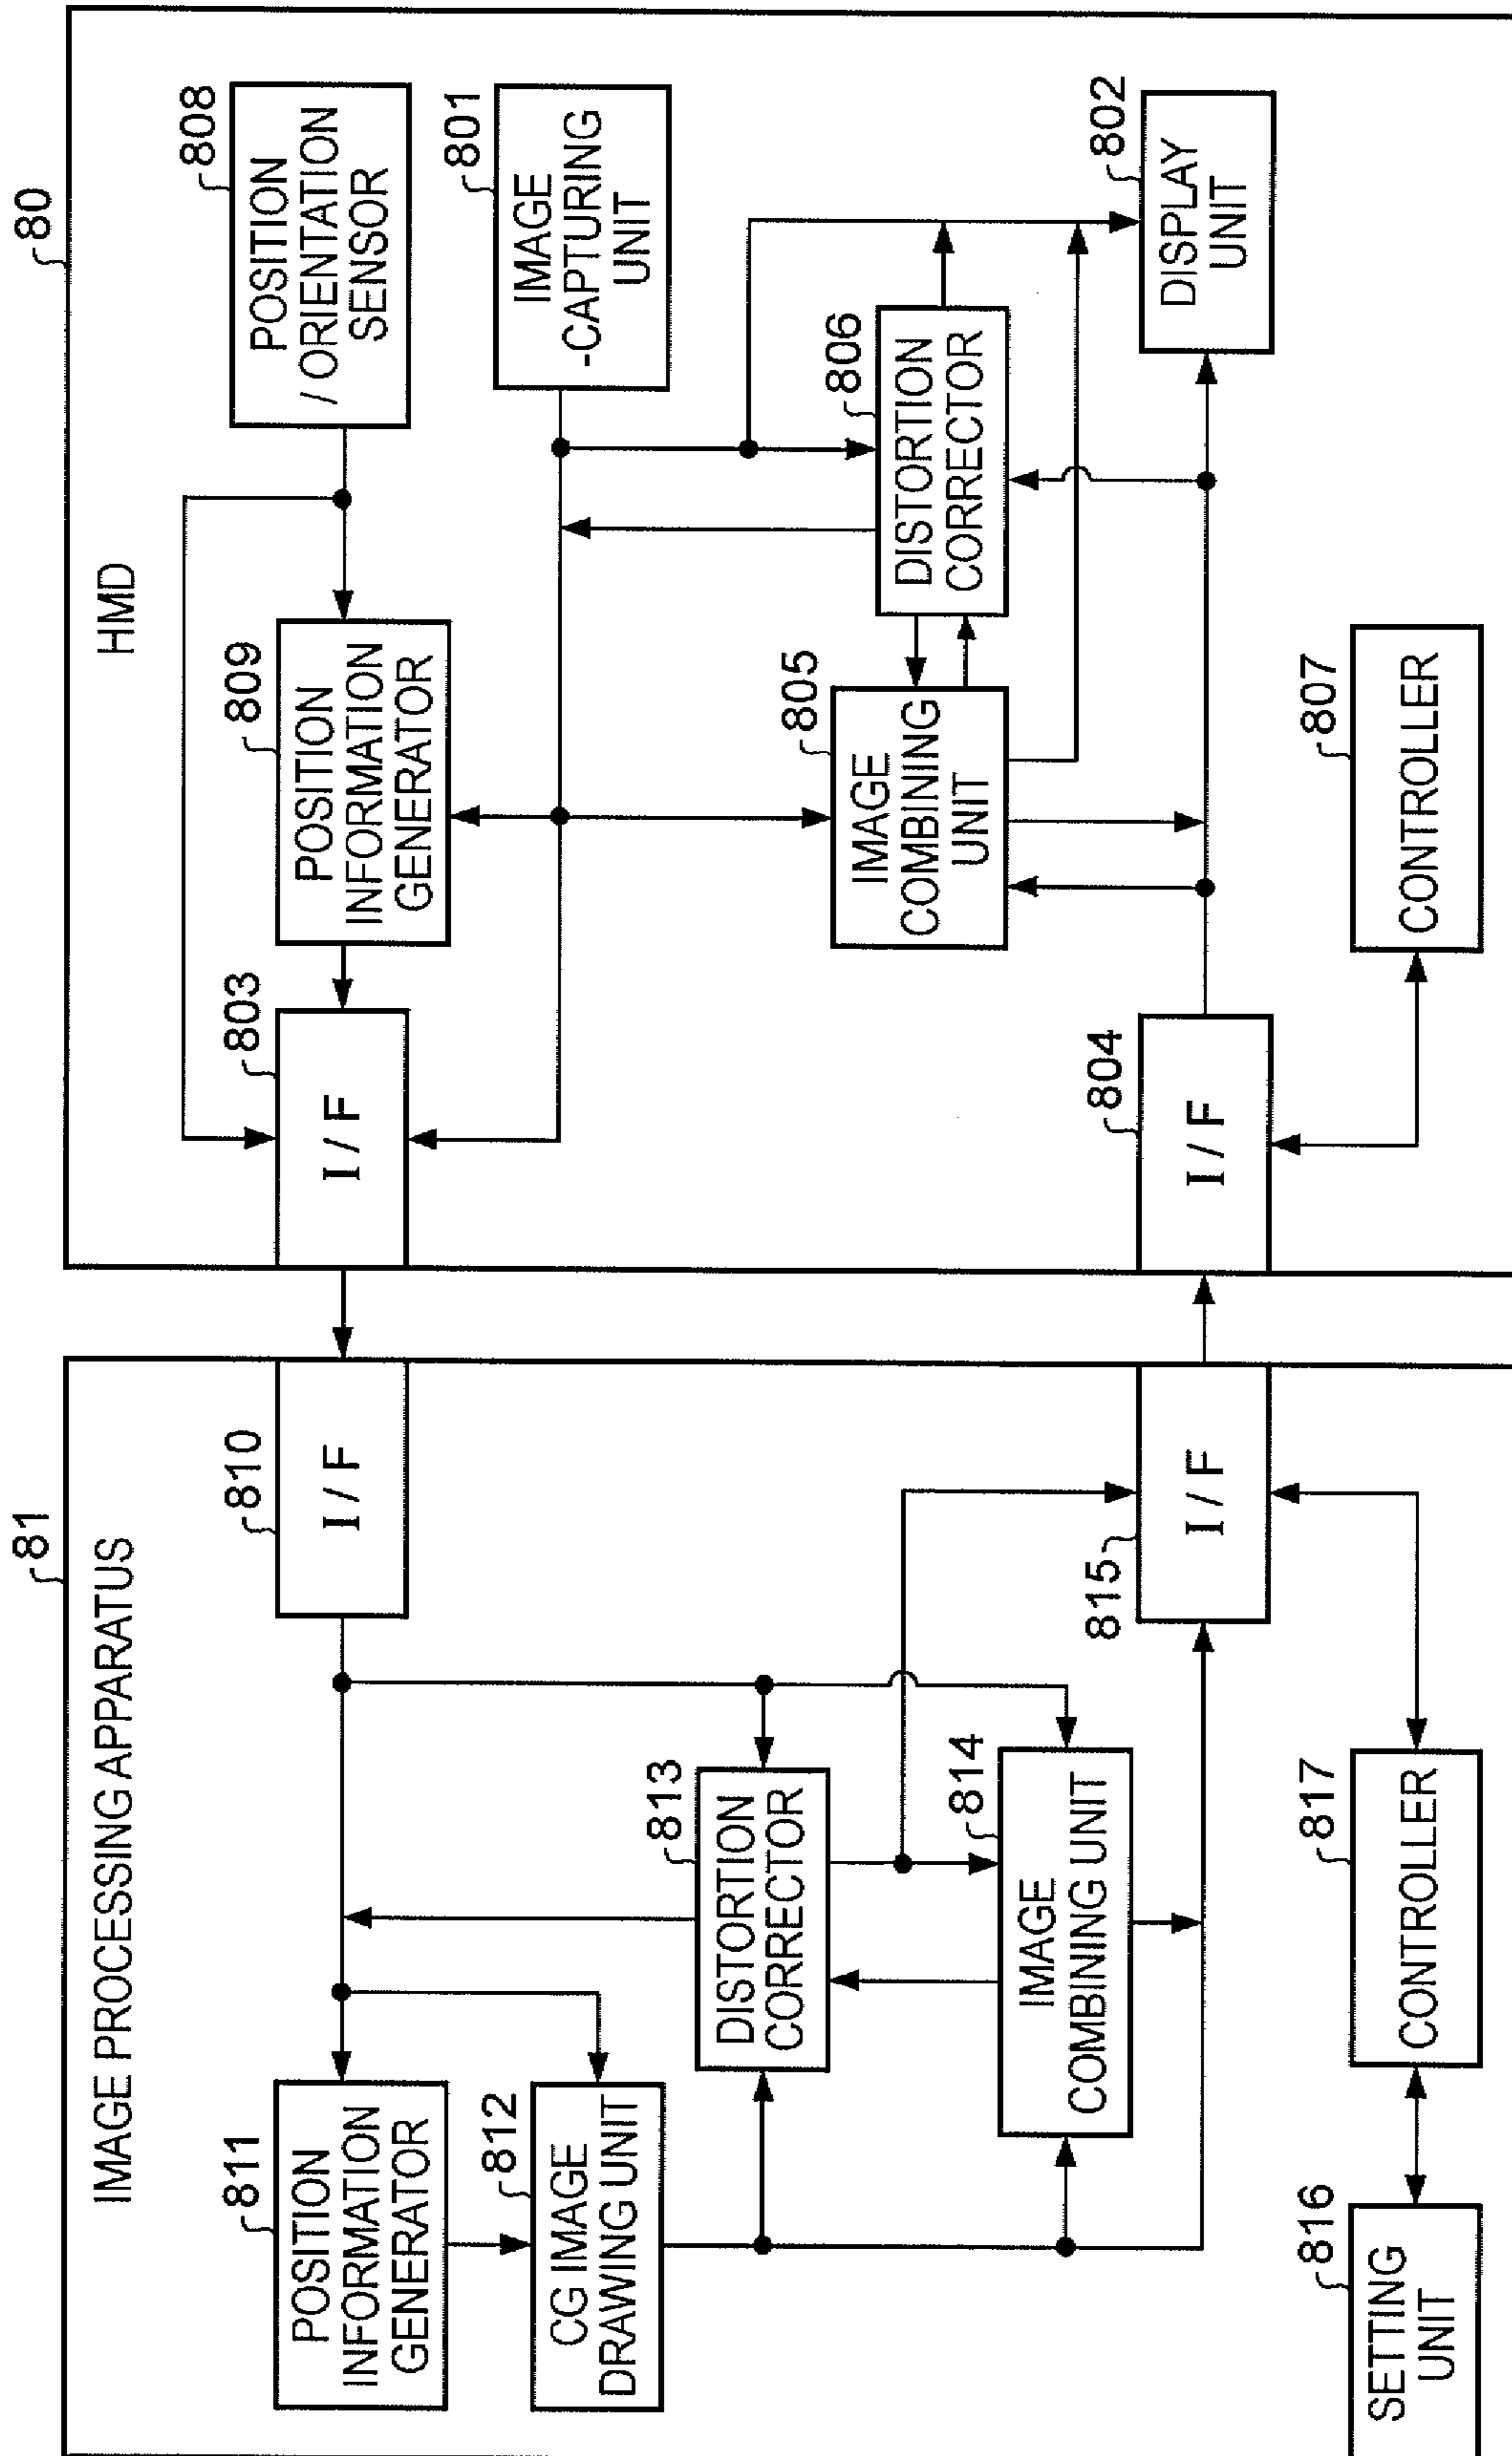 81
IMAGE PROCESSING APPARATUS
811
POSITION
INFORMATION
GENERATOR
812
CG IMAGE
DRAWING UNIT
810
I/F
813
DISTORTION
CORRECTOR
814
IMAGE
COMBINING UNIT
815
I/F
816
SETTING
UNIT
817
CONTROLLER
80
HMD
803
I/F
809
POSITION
INFORMATION
GENERATOR
808
POSITION
/ORIENTATION
SENSOR
801
IMAGE
-CAPTURING
UNIT
805
IMAGE
COMBINING
UNIT
806
DISTORTION
CORRECTOR
802
DISPLAY
UNIT
804
I/F
807
CONTROLLER